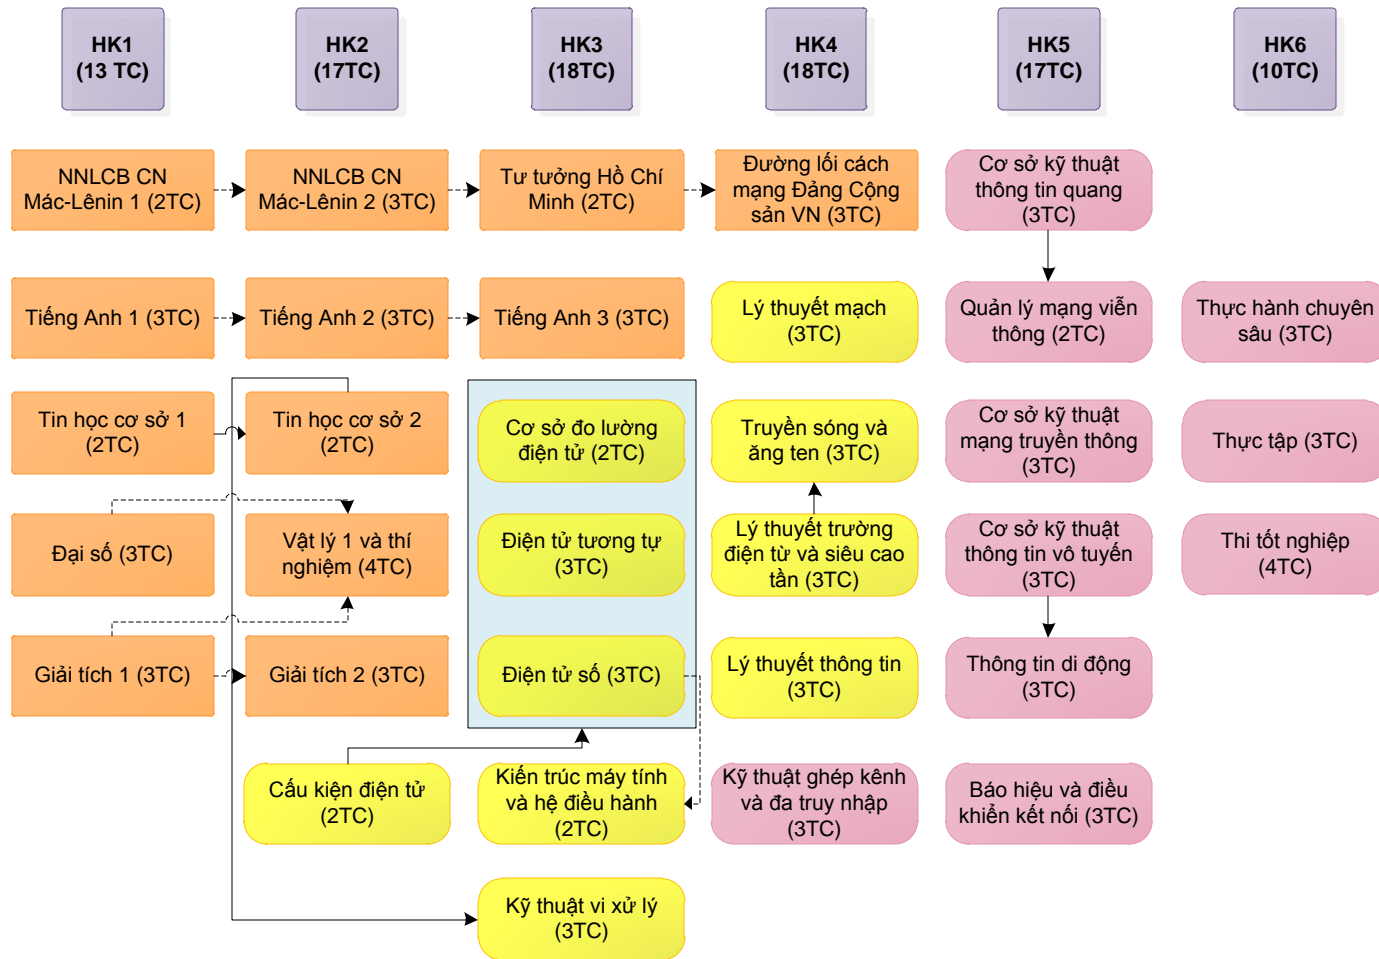 HK1
(13 TC)
HK2
(17TC)
HK3
(18TC)
HK4
(18TC)
HK5
(17TC)
HK6
(10TC)
NNLCB CN
Mác-Lênin 1 (2TC)
NNLCB CN
Mác-Lênin 2 (3TC)
Tư tưởng Hồ Chí
Minh (2TC)
Đường lối cách
mạng Đảng Cộng
sản VN (3TC)
Cơ sở kỹ thuật
thông tin quang
(3TC)
Tiếng Anh 1 (3TC)
Tiếng Anh 2 (3TC)
Tiếng Anh 3 (3TC)
Lý thuyết mạch
(3TC)
Quản lý mạng viễn
thông (2TC)
Thực hành chuyên
sâu (3TC)
Tin học cơ sở 1
(2TC)
Tin học cơ sở 2
(2TC)
Cơ sở đo lường
điện tử (2TC)
Truyền sóng và
ăng ten (3TC)
Cơ sở kỹ thuật
mạng truyền thông
(3TC)
Thực tập (3TC)
Đại số (3TC)
Vật lý 1 và thí
nghiệm (4TC)
Điện tử tương tự
(3TC)
Lý thuyết trường
điện từ và siêu cao
tần (3TC)
Cơ sở kỹ thuật
thông tin vô tuyến
(3TC)
Thi tốt nghiệp
(4TC)
Giải tích 1 (3TC)
Giải tích 2 (3TC)
Điện tử số (3TC)
Lý thuyết thông tin
(3TC)
Thông tin di động
(3TC)
Cấu kiện điện tử
(2TC)
Kiến trúc máy tính
và hệ điều hành
(2TC)
Kỹ thuật ghép kênh
và đa truy nhập
(3TC)
Báo hiệu và điều
khiển kết nối (3TC)
Kỹ thuật vi xử lý
(3TC)